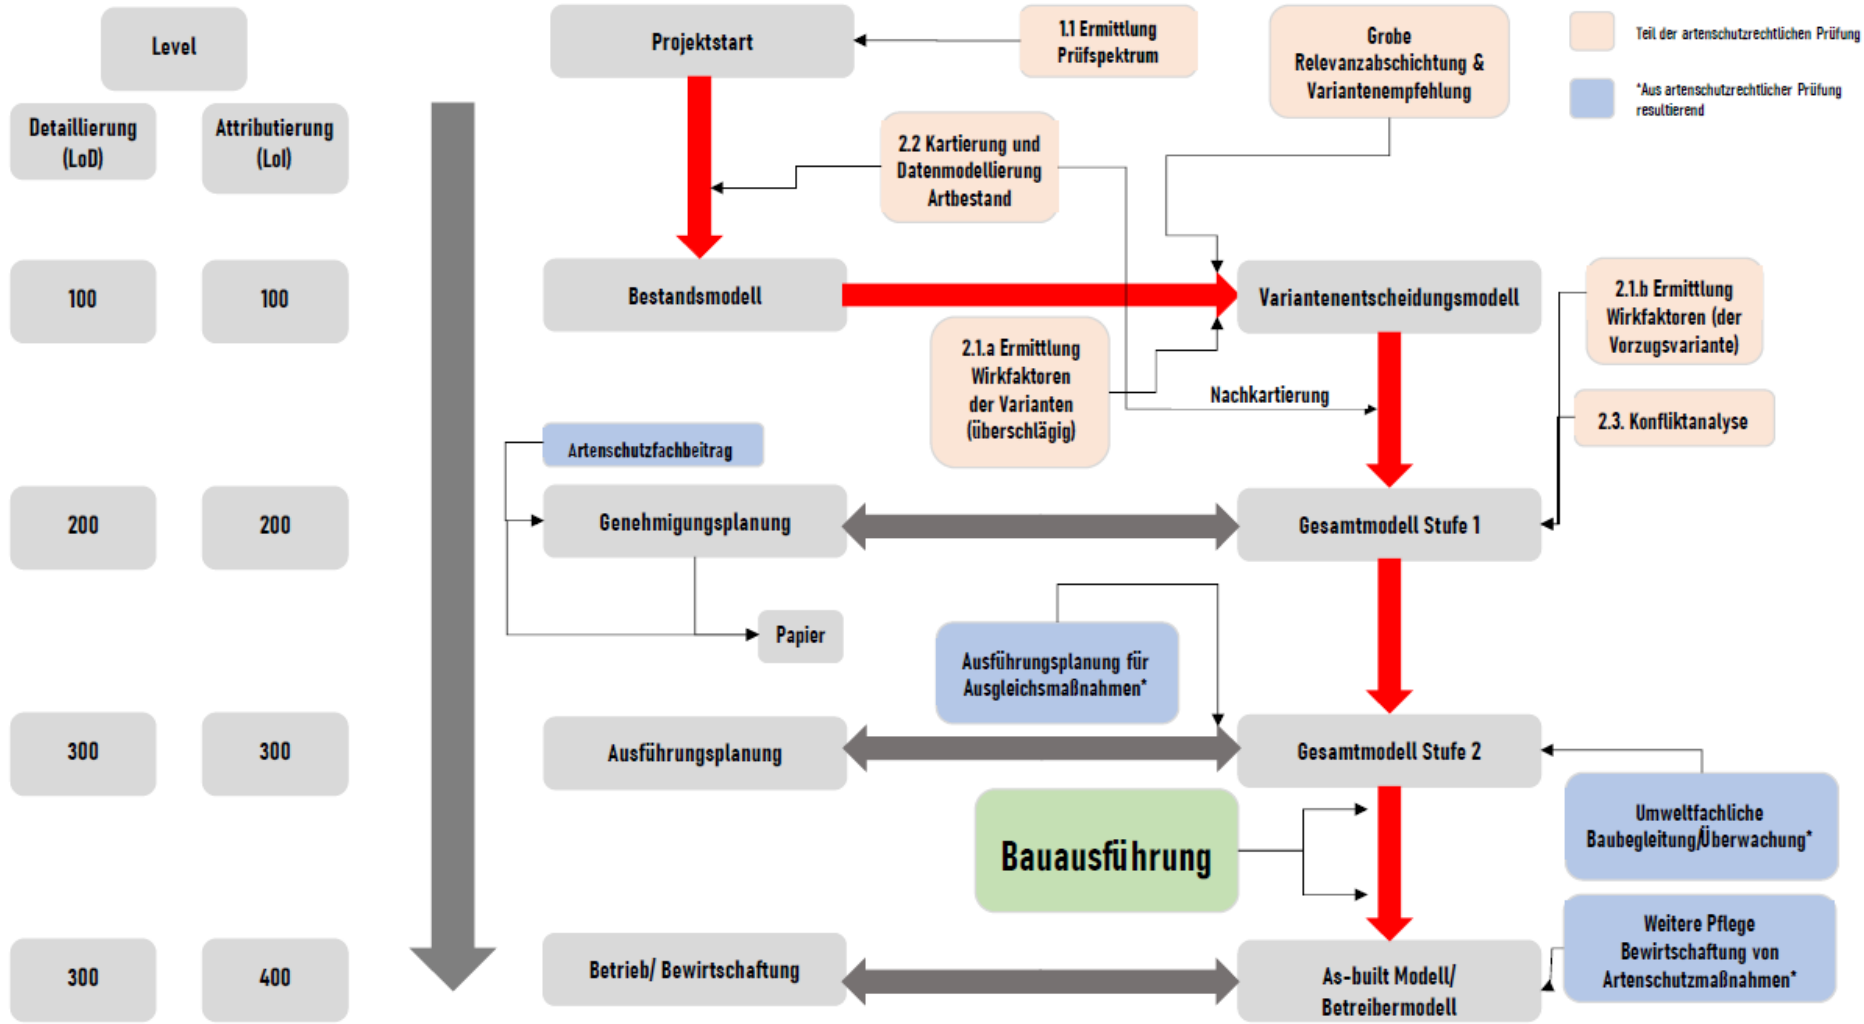 Level
Detaillierung
(LoD)
Attributierung
(LoI)
100
100
200
200
300
300
300
400
Projektstart
1.1 Ermittlung
Prüfspektrum
Grobe
Relevanzabschichtung &
Variantenempfehlung
Teil der artenschutzrechtlichen Prüfung
*Aus artenschutzrechtlicher Prüfung
resultierend
2.2 Kartierung und
Datenmodellierung
Artbestand
Bestandsmodell
Variantenentscheidungsmodell
2.1.b Ermittlung
Wirkfaktoren (der
Vorzugsvariante)
2.1.a Ermittlung
Wirkfaktoren
der Varianten
(überschlägig)
Nachkartierung
2.3. Konfliktanalyse
Artenschutzfachbeitrag
Genehmigungsplanung
Gesamtmodell Stufe 1
Papier
Ausführungsplanung für
Ausgleichsmaßnahmen*
Ausführungsplanung
Gesamtmodell Stufe 2
Umweltfachliche
Baubegleitung/Überwachung*
Bauausführung
Weitere Pflege
Bewirtschaftung von
Artenschutzmaßnahmen*
Betrieb/ Bewirtschaftung
As-built Modell/
Betreibermodell